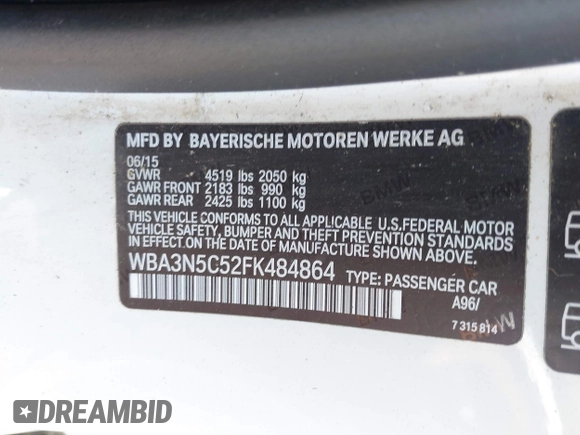 MFD BY BAYERISCHE MOTOREN WERKE AG
06/15
GVWR 4519 lbs 2050 kg
GAWR FRONT 2183 lbs 990 kg
GAWR REAR 2425 lbs 1100 kg
THIS VEHICLE CONFORMS TO ALL APPLICABLE U.S.FEDERAL MOTOR
VEHICLE SAFETY, BUMPER AND THEFT PREVENTION STANDARDS
IN EFFECT ON THE DATE OF MANUFACTURE SHOWN ABOVE.
WBA3N5C52FK484864 TYPE: PASSENGER CAR
A96/
7 315 814
BMW
BMW
DREAMBID